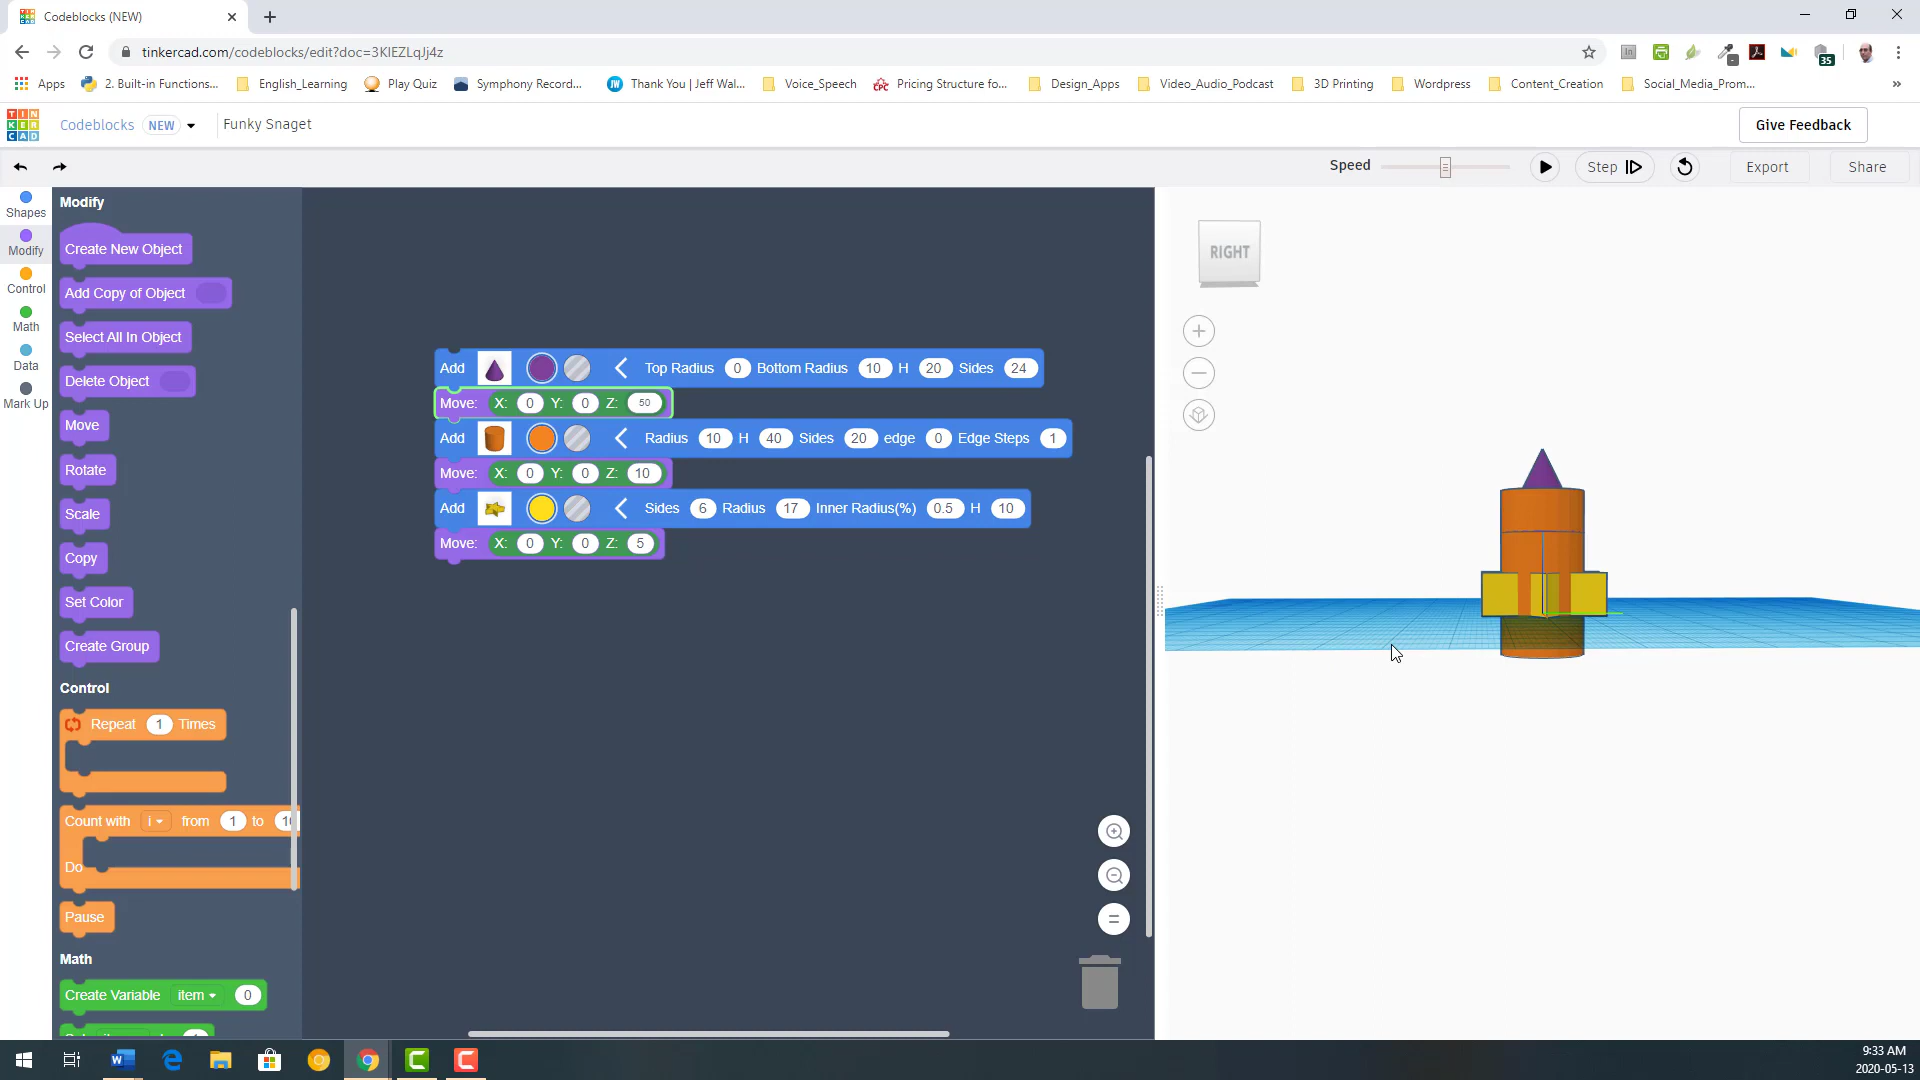 Codeblocks (NEW)
tinkercad.com/codeblocks/edit?doc=3KIEZLqJj4z
35
Apps 2. Built-in Functions... English_Learning Play Quiz Symphony Record... Thank You | Jeff Wal... Voice_Speech Pricing Structure fo... Design_Apps Video_Audio_Podcast 3D Printing Wordpress Content_Creation Social_Media_Prom... »
TIN KER CAD Codeblocks NEW Funky Snaget Give Feedback
Speed Step Export Share
Shapes
Modify
Control
Math
Data
Mark Up
Modify
Create New Object
Add Copy of Object
Select All In Object
Delete Object
Move
Rotate
Scale
Copy
Set Color
Create Group
Control
Repeat 1 Times
Count with i from 1 to 10
Do
Pause
Math
Create Variable item 0
Add Top Radius 0 Bottom Radius 10 H 20 Sides 24
Move: X: 0 Y: 0 Z: 50
Add Radius 10 H 40 Sides 20 edge 0 Edge Steps 1
Move: X: 0 Y: 0 Z: 10
Add Sides 6 Radius 17 Inner Radius(%) 0.5 H 10
Move: X: 0 Y: 0 Z: 5
RIGHT
9:33 AM
2020-05-13